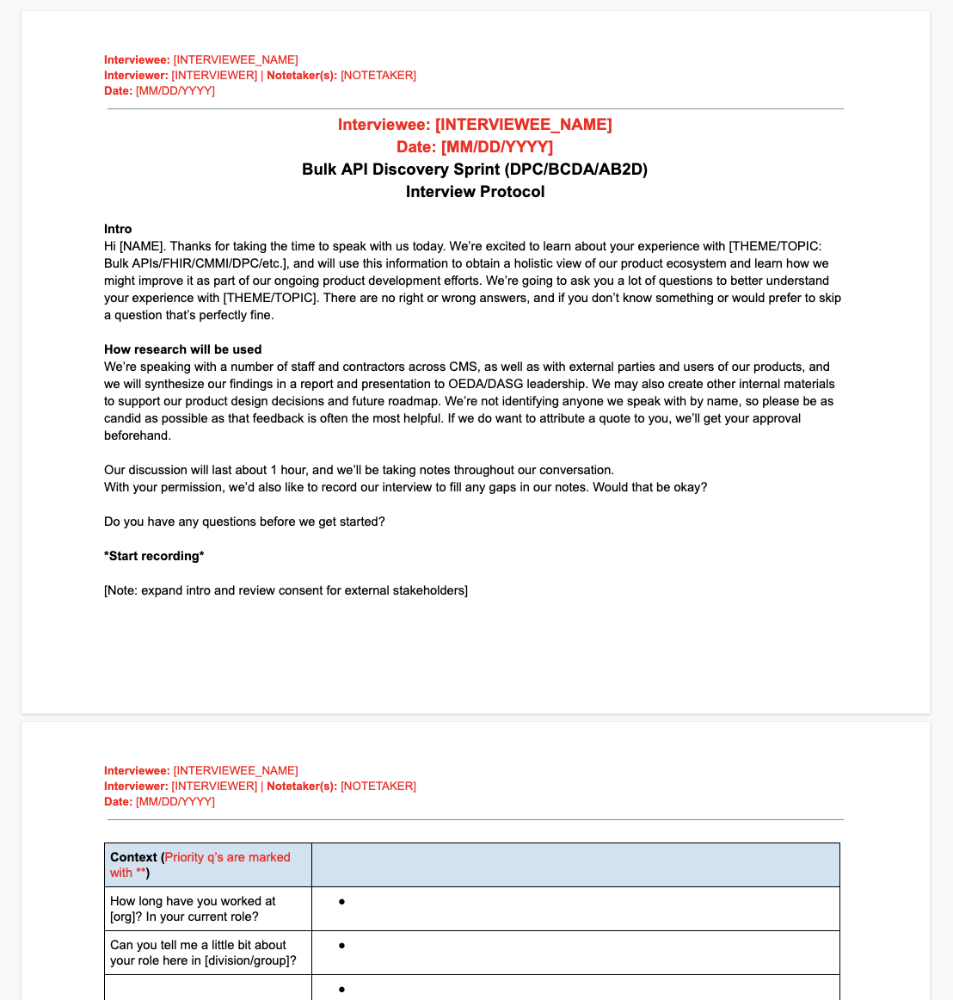 Interviewee: [INTERVIEWEE_NAME]
Interviewer: [INTERVIEWER] | Notetaker(s): [NOTETAKER]
Date: [MM/DD/YYYY]
Interviewee: [INTERVIEWEE_NAME]
Date: [MM/DD/YYYY]
Bulk API Discovery Sprint (DPC/BCDA/AB2D)
Interview Protocol
Intro
Hi [NAME]. Thanks for taking the time to speak with us today. We’re excited to learn about your experience with [THEME/TOPIC:
Bulk APIs/FHIR/CMMI/DPC/etc.], and will use this information to obtain a holistic view of our product ecosystem and learn how we
might improve it as part of our ongoing product development efforts. We’re going to ask you a lot of questions to better understand
your experience with [THEME/TOPIC]. There are no right or wrong answers, and if you don’t know something or would prefer to skip
a question that’s perfectly fine.
How research will be used
We’re speaking with a number of staff and contractors across CMS, as well as with external parties and users of our products, and
we will synthesize our findings in a report and presentation to OEDA/DASG leadership. We may also create other internal materials
to support our product design decisions and future roadmap. We’re not identifying anyone we speak with by name, so please be as
candid as possible as that feedback is often the most helpful. If we do want to attribute a quote to you, we’ll get your approval
beforehand.
Our discussion will last about 1 hour, and we’ll be taking notes throughout our conversation.
With your permission, we’d also like to record our interview to fill any gaps in our notes. Would that be okay?
Do you have any questions before we get started?
*Start recording*
[Note: expand intro and review consent for external stakeholders]
Interviewee: [INTERVIEWEE_NAME]
Interviewer: [INTERVIEWER] | Notetaker(s): [NOTETAKER]
Date: [MM/DD/YYYY]
Context (Priority q’s are marked
with **)
How long have you worked at
[org]? In your current role?
Can you tell me a little bit about
your role here in [division/group]?